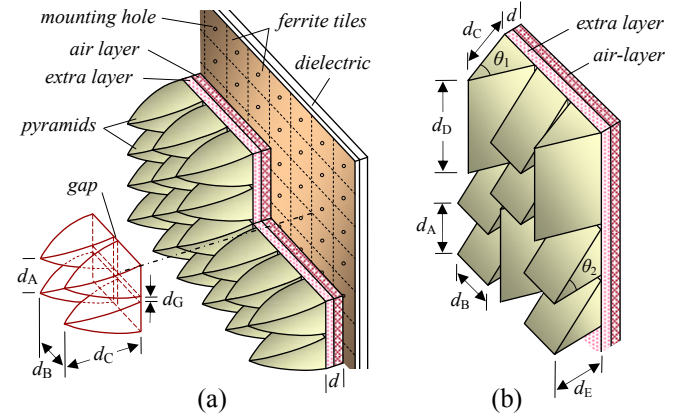 mounting hole
ferrite tiles
air layer
extra layer
dielectric
pyramids
gap
dA
dG
dB
dC
d
(a)
d
dC
θ1
extra layer
air-layer
dD
dA
θ2
dB
dE
(b)